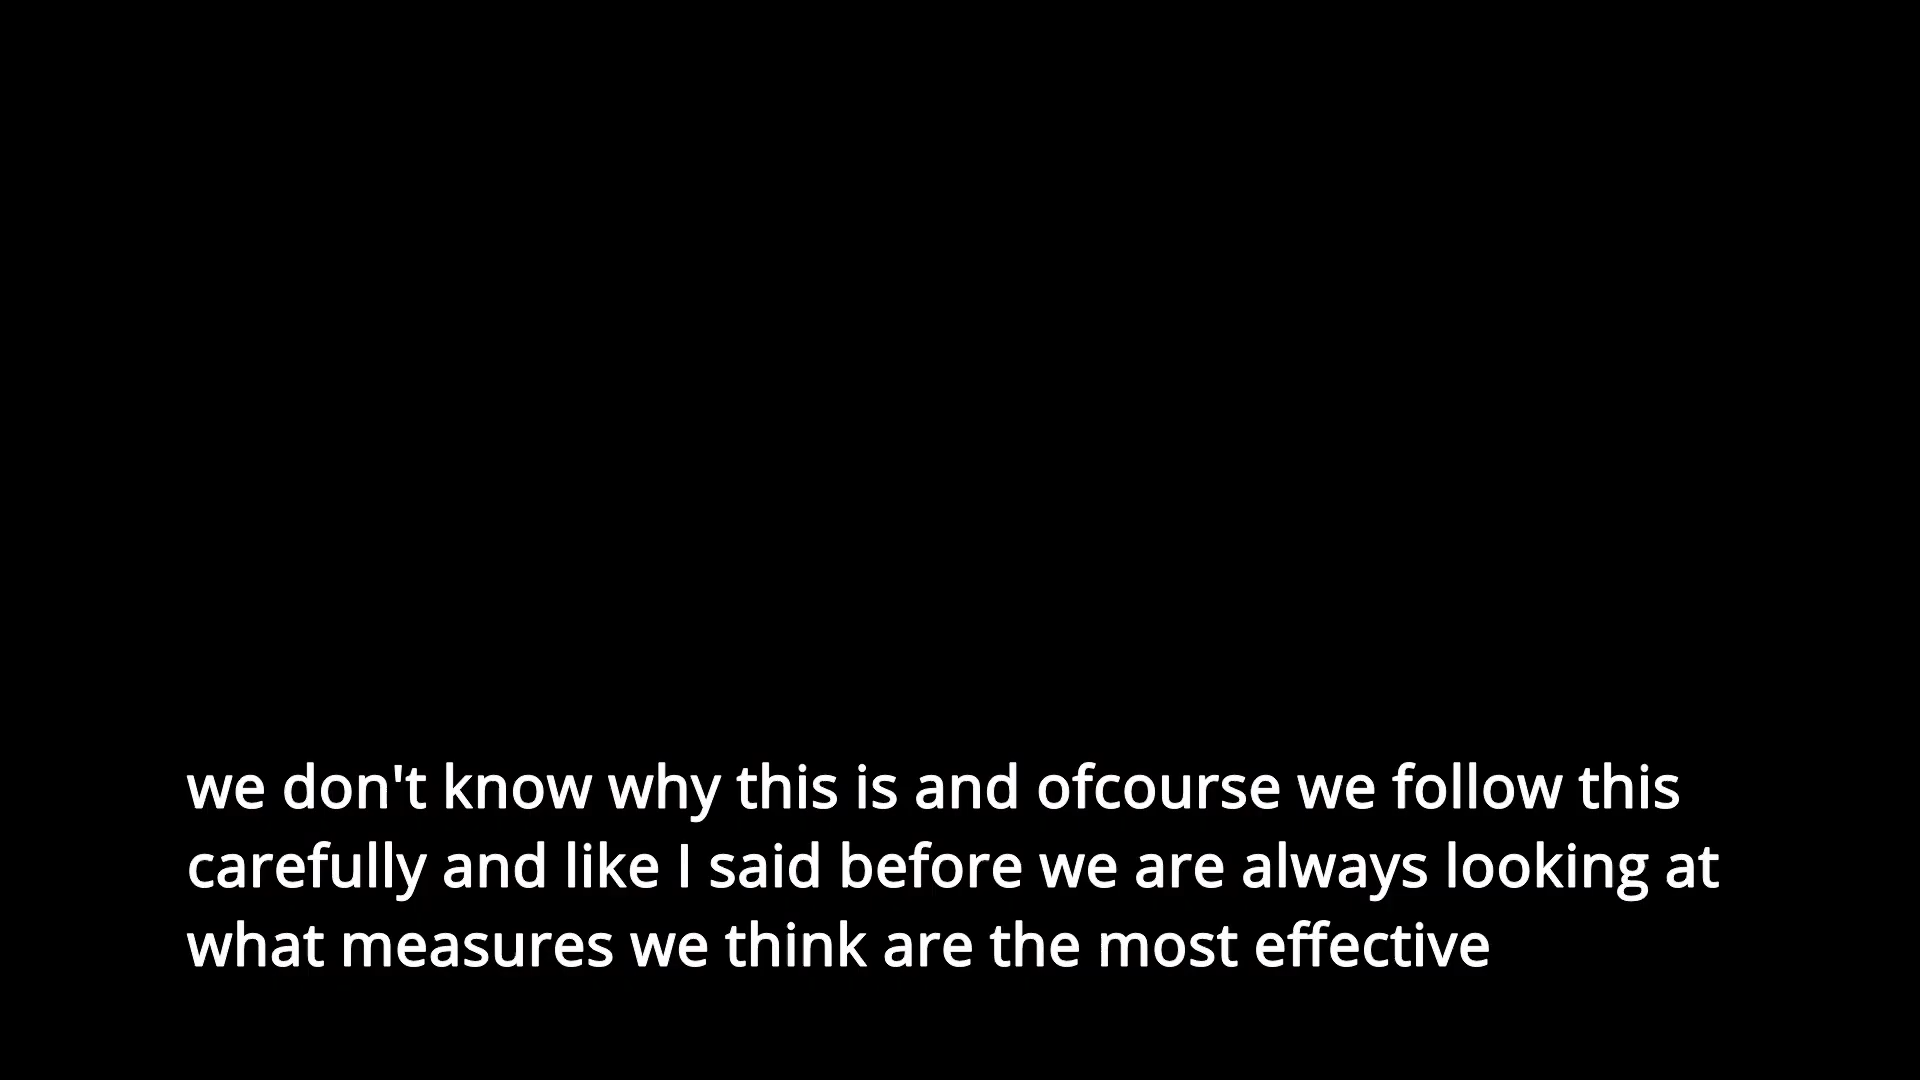 we don't know why this is and ofcourse we follow this
carefully and like I said before we are always looking at
what measures we think are the most effective